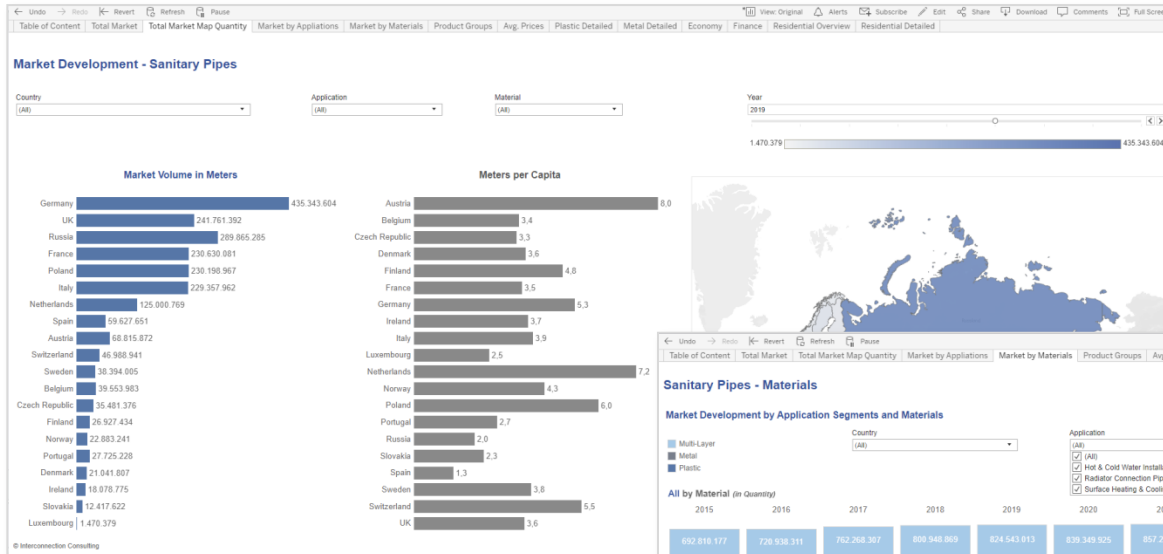 ← Undo → Redo Revert Refresh Pause View: Original Alerts Subscribe Edit Share Download Comments Full Scree
Table of Content Total Market Total Market Map Quantity Market by Appliations Market by Materials Product Groups Avg. Prices Plastic Detailed Metal Detailed Economy Finance Residential Overview Residential Detailed
Market Development - Sanitary Pipes
Country Application Material Year
(All) (All) (All) 2019
1.470.379 435.343.604
Market Volume in Meters
Germany 435.343.604
UK 241.761.392
Russia 289.865.285
France 230.630.081
Poland 230.198.967
Italy 229.357.962
Netherlands 125.000.769
Spain 59.627.651
Austria 68.815.872
Switzerland 46.988.941
Sweden 38.394.005
Belgium 39.553.983
Czech Republic 35.481.376
Finland 26.927.434
Norway 22.883.241
Portugal 27.725.228
Denmark 21.041.807
Ireland 18.078.775
Slovakia 12.417.622
Luxembourg 1.470.379
Meters per Capita
Austria 8,0
Belgium 3,4
Czech Republic 3,3
Denmark 3,6
Finland 4,8
France 3,5
Germany 5,3
Ireland 3,7
Italy 3,9
Luxembourg 2,5
Netherlands 7,2
Norway 4,3
Poland 6,0
Portugal 2,7
Russia 2,0
Slovakia 2,3
Spain 1,3
Sweden 3,8
Switzerland 5,5
UK 3,6
© Interconnection Consulting
← Undo → Redo Revert Refresh Pause
Table of Content Total Market Total Market Map Quantity Market by Appliations Market by Materials Product Groups Avg
Sanitary Pipes - Materials
Market Development by Application Segments and Materials
Multi-Layer
Metal
Plastic
Country
(All)
Application
(All)
(All)
Hot & Cold Water Install
Radiator Connection Pip
Surface Heating & Cooli
All by Material (in Quantity)
2015 2016 2017 2018 2019 2020 20
692.810.177 720.938.311 762.268.307 800.948.869 824.543.013 839.349.925 857.2